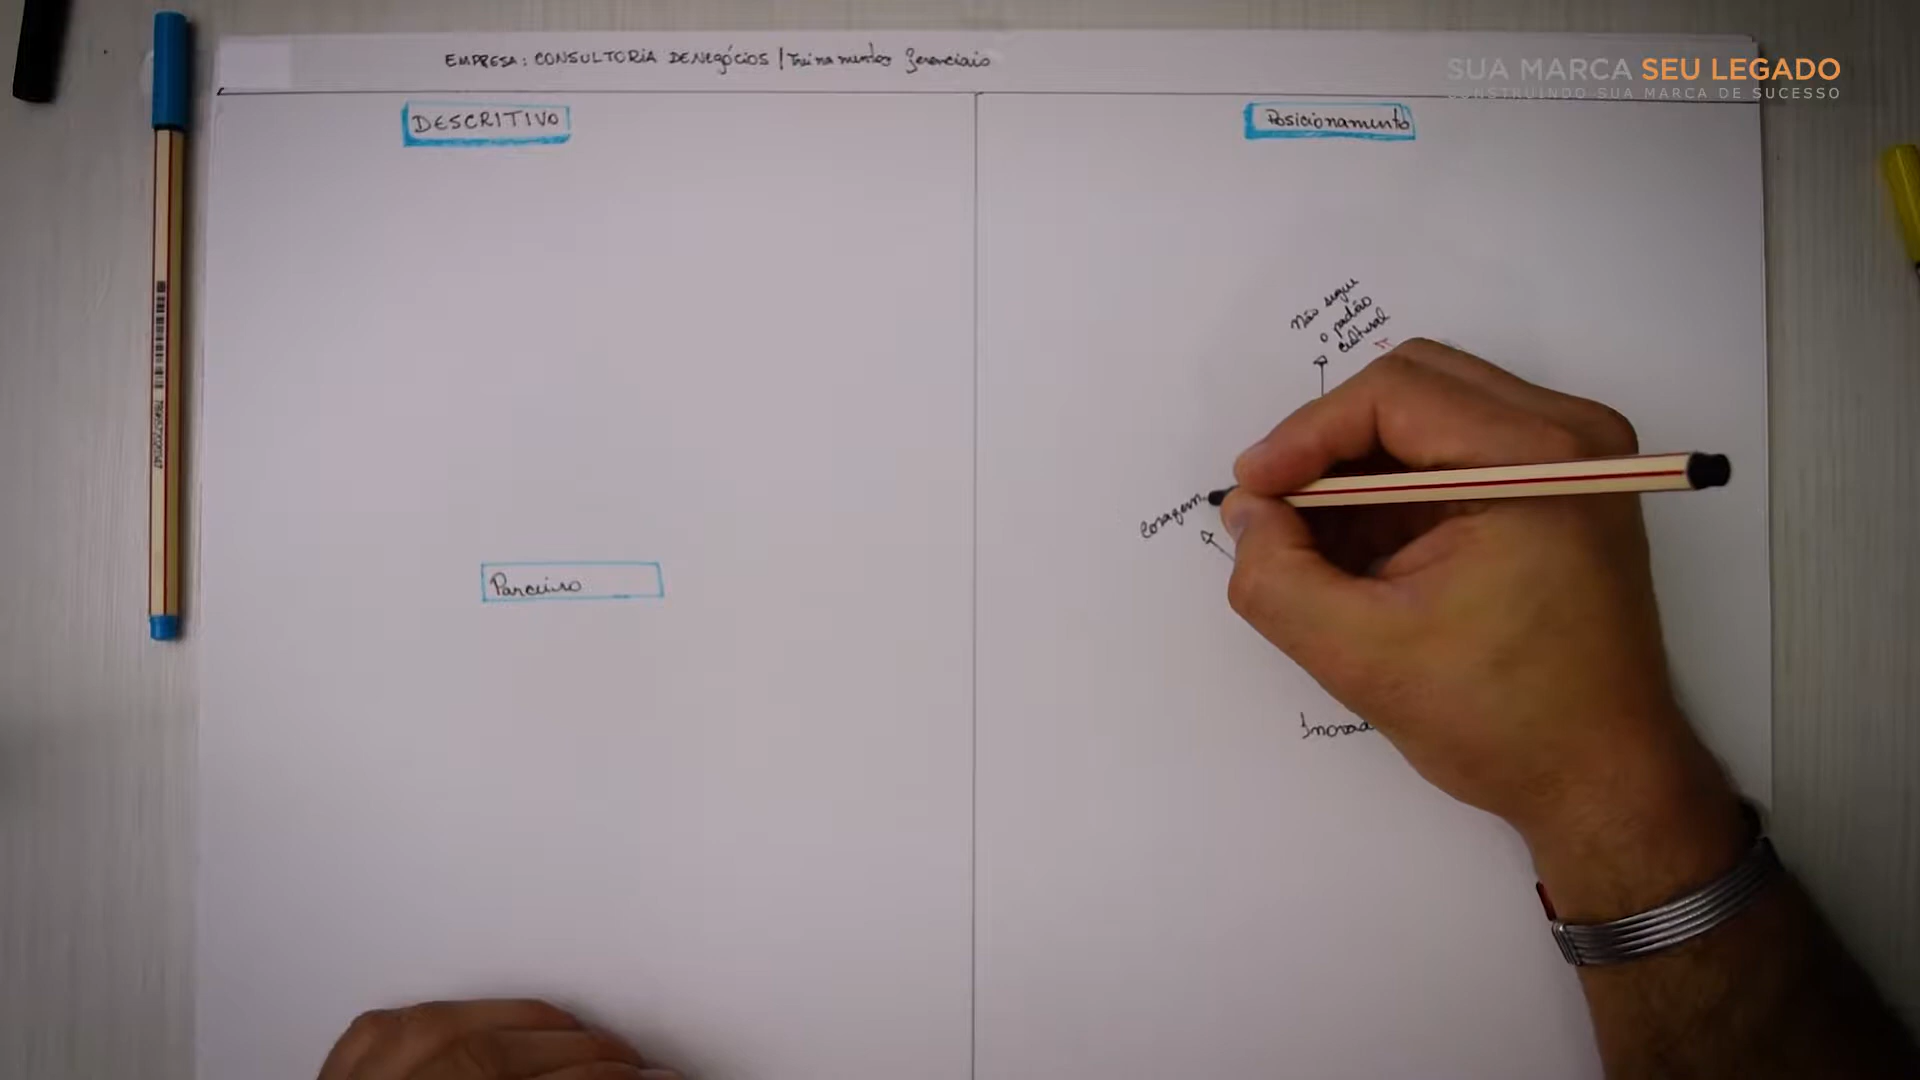 EMPRESA: CONSULTORIA DE NEGÓCIOS / Treinamentos Gerenciais
SUA MARCA SEU LEGADO
CONSTRUINDO SUA MARCA DE SUCESSO
DESCRITIVO
Posicionamento
Não segue
o padrão
cultural
Coragem
Parceiro
Inovad